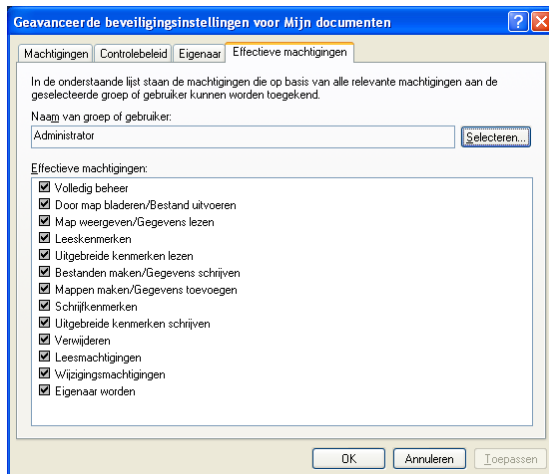 Geavanceerde beveiligingsinstellingen voor Mijn documenten
Machtigingen Controlebeleid Eigenaar Effectieve machtigingen
In de onderstaande lijst staan de machtigingen die op basis van alle relevante machtigingen aan de
geselecteerde groep of gebruiker kunnen worden toegekend.
Naam van groep of gebruiker:
Administrator Selecteren...
Effectieve machtigingen:
Volledig beheer
Door map bladeren/Bestand uitvoeren
Map weergeven/Gegevens lezen
Leeskenmerken
Uitgebreide kenmerken lezen
Bestanden maken/Gegevens schrijven
Mappen maken/Gegevens toevoegen
Schrijfkenmerken
Uitgebreide kenmerken schrijven
Verwijderen
Leesmachtigingen
Wijzigingsmachtigingen
Eigenaar worden
OK Annuleren Toepassen